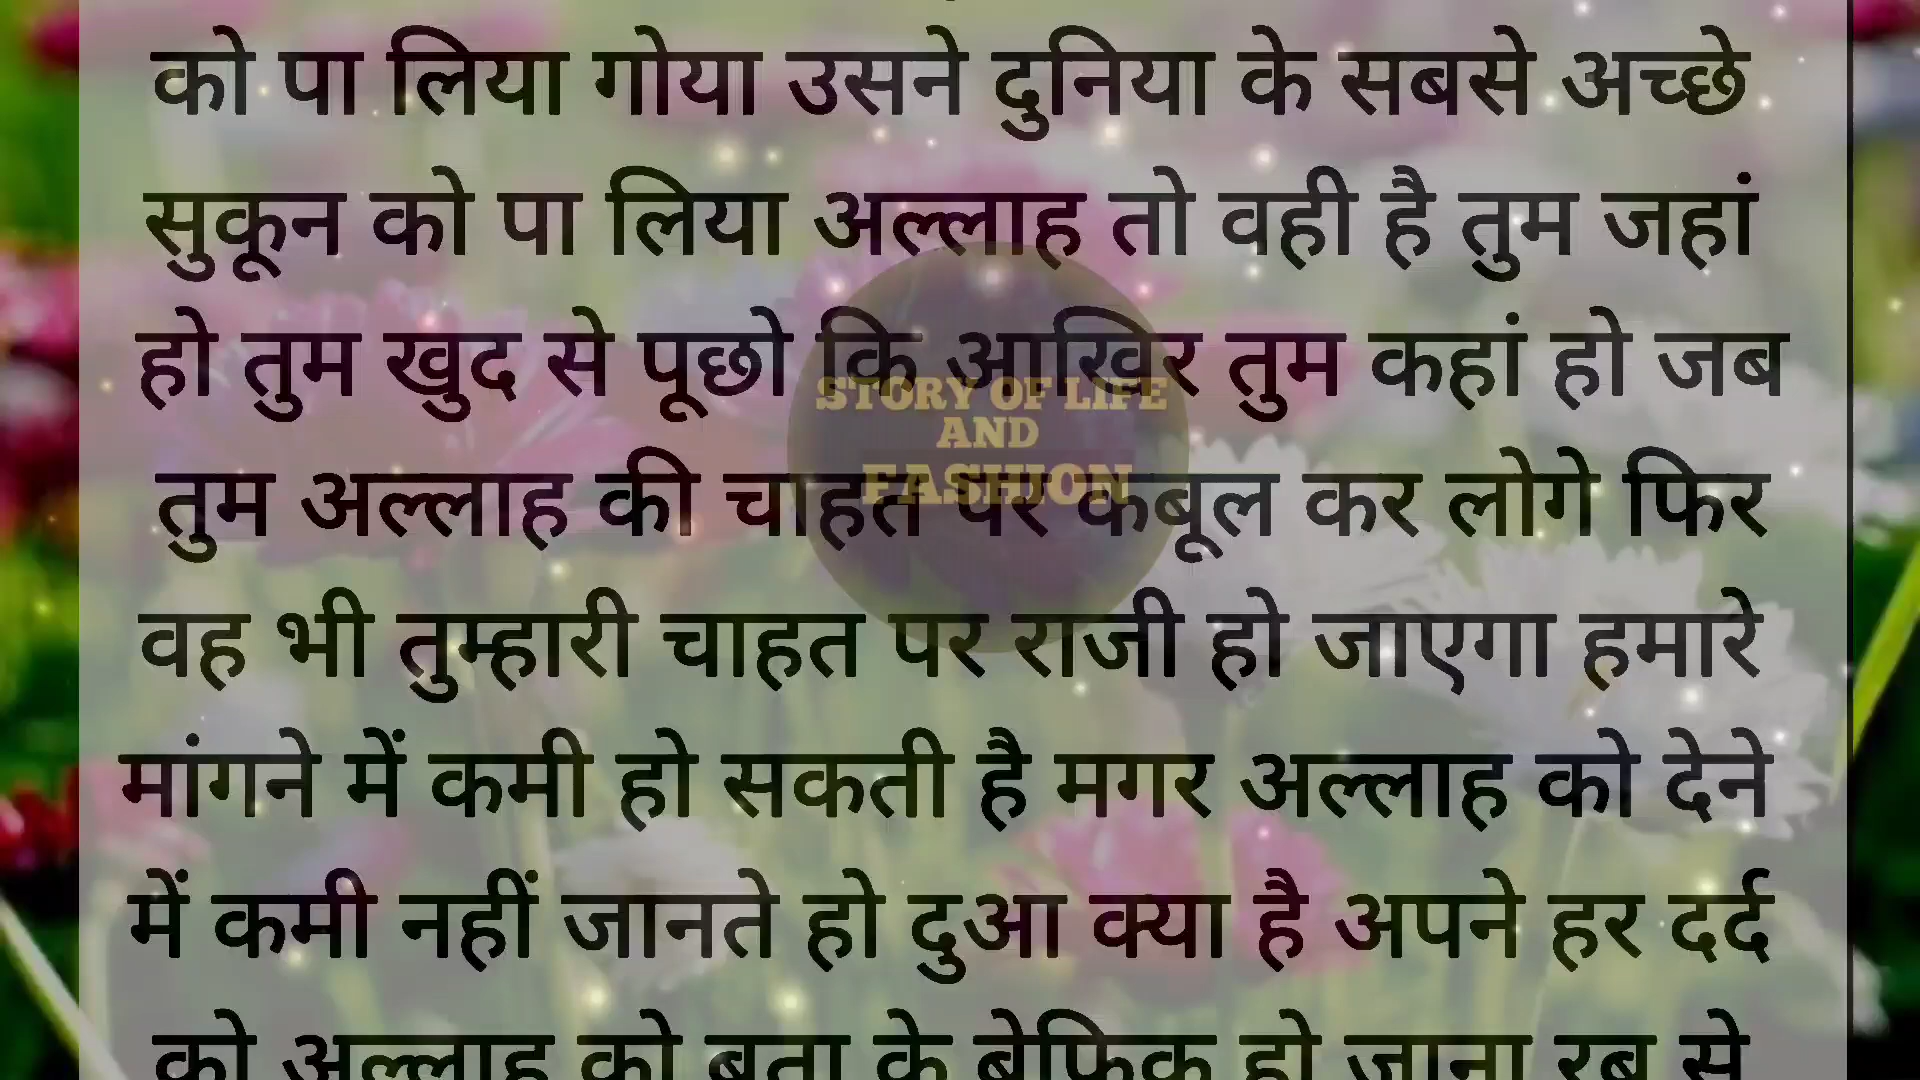 को पा लिया गोया उसने दुनिया के सबसे अच्छे
सुकून को पा लिया अल्लाह तो वही है तुम जहां
हो तुम खुद से पूछो कि आखिर तुम कहां हो जब
तुम अल्लाह की चाहत पर कबूल कर लोगे फिर
वह भी तुम्हारी चाहत पर राजी हो जाएगा हमारे
मांगने में कमी हो सकती है मगर अल्लाह को देने
में कमी नहीं जानते हो दुआ क्या है अपने हर दर्द
को अल्लाह को बता के बेफिक्र हो जाना रब से
STORY OF LIFE
AND
FASHION